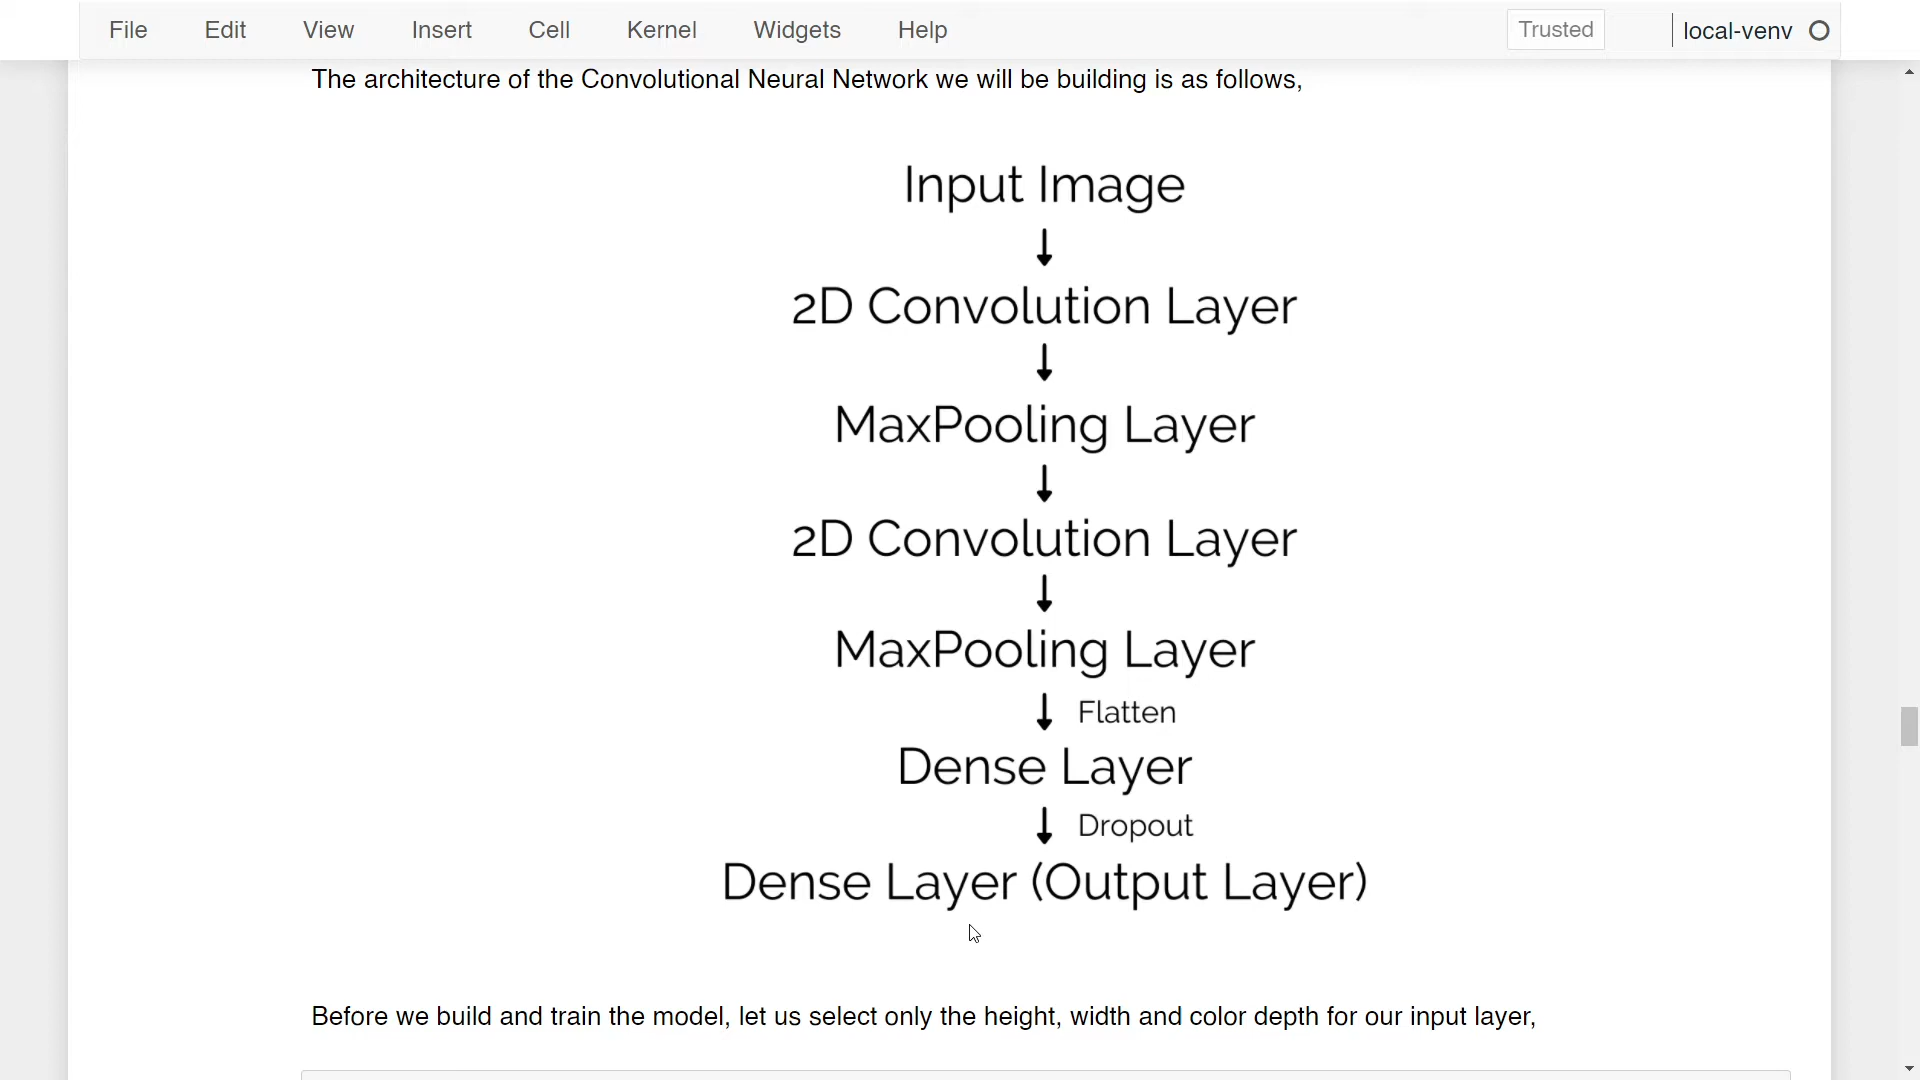 File Edit View Insert Cell Kernel Widgets Help Trusted local-venv
The architecture of the Convolutional Neural Network we will be building is as follows,
Input Image
2D Convolution Layer
MaxPooling Layer
2D Convolution Layer
MaxPooling Layer
Flatten
Dense Layer
Dropout
Dense Layer (Output Layer)
Before we build and train the model, let us select only the height, width and color depth for our input layer,